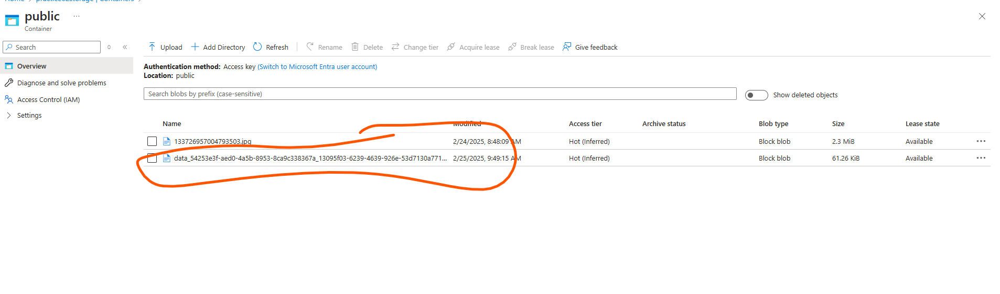 public ...
Container
Search
Overview
Diagnose and solve problems
Access Control (IAM)
Settings
Upload Add Directory Refresh Rename Delete Change tier Acquire lease Break lease Give feedback
Authentication method: Access key (Switch to Microsoft Entra user account)
Location: public
Search blobs by prefix (case-sensitive)
Show deleted objects
Name Modified Access tier Archive status Blob type Size Lease state
133726957004793503.jpg 2/24/2025, 8:48:09 AM Hot (Inferred) Block blob 2.3 MiB Available ...
data_54253e3f-aed0-4a5b-8953-8ca9c338367a_13095f03-6239-4639-926e-53d7130a771... 2/25/2025, 9:49:15 AM Hot (Inferred) Block blob 61.26 KiB Available ...